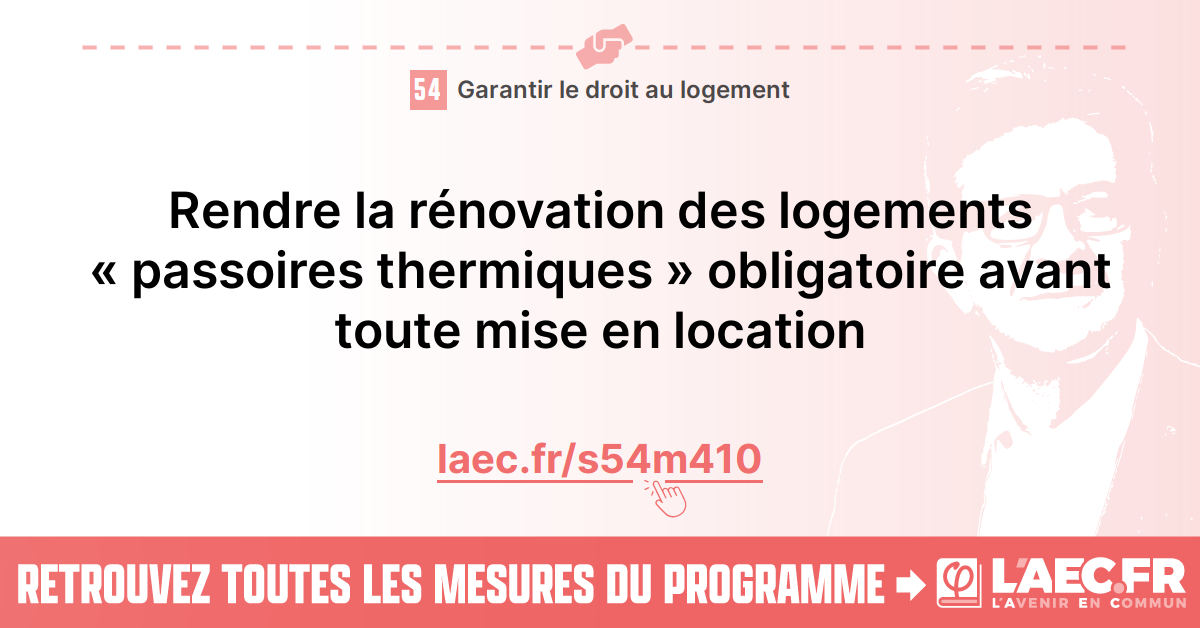 54 Garantir le droit au logement
Rendre la rénovation des logements
« passoires thermiques » obligatoire avant
toute mise en location
laec.fr/s54m410
RETROUVEZ TOUTES LES MESURES DU PROGRAMME
L'AEC.FR
L'AVENIR EN COMMUN